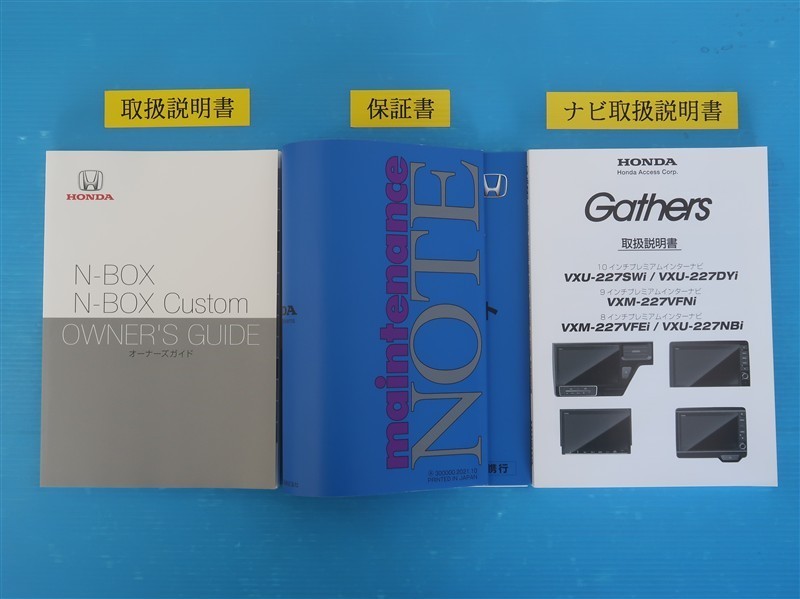 取扱説明書
保証書
ナビ取扱説明書
HONDA
N-BOX
N-BOX Custom
OWNER'S GUIDE
オーナーズガイド
maintenance
NOTE
PRINTED IN JAPAN
携行
HONDA
Honda Access Corp.
Gathers
取扱説明書
10インチプレミアムインターナビ
VXU-227SWi / VXU-227DYi
9インチプレミアムインターナビ
VXM-227VFNi
8インチプレミアムインターナビ
VXM-227VFEi / VXU-227NBi